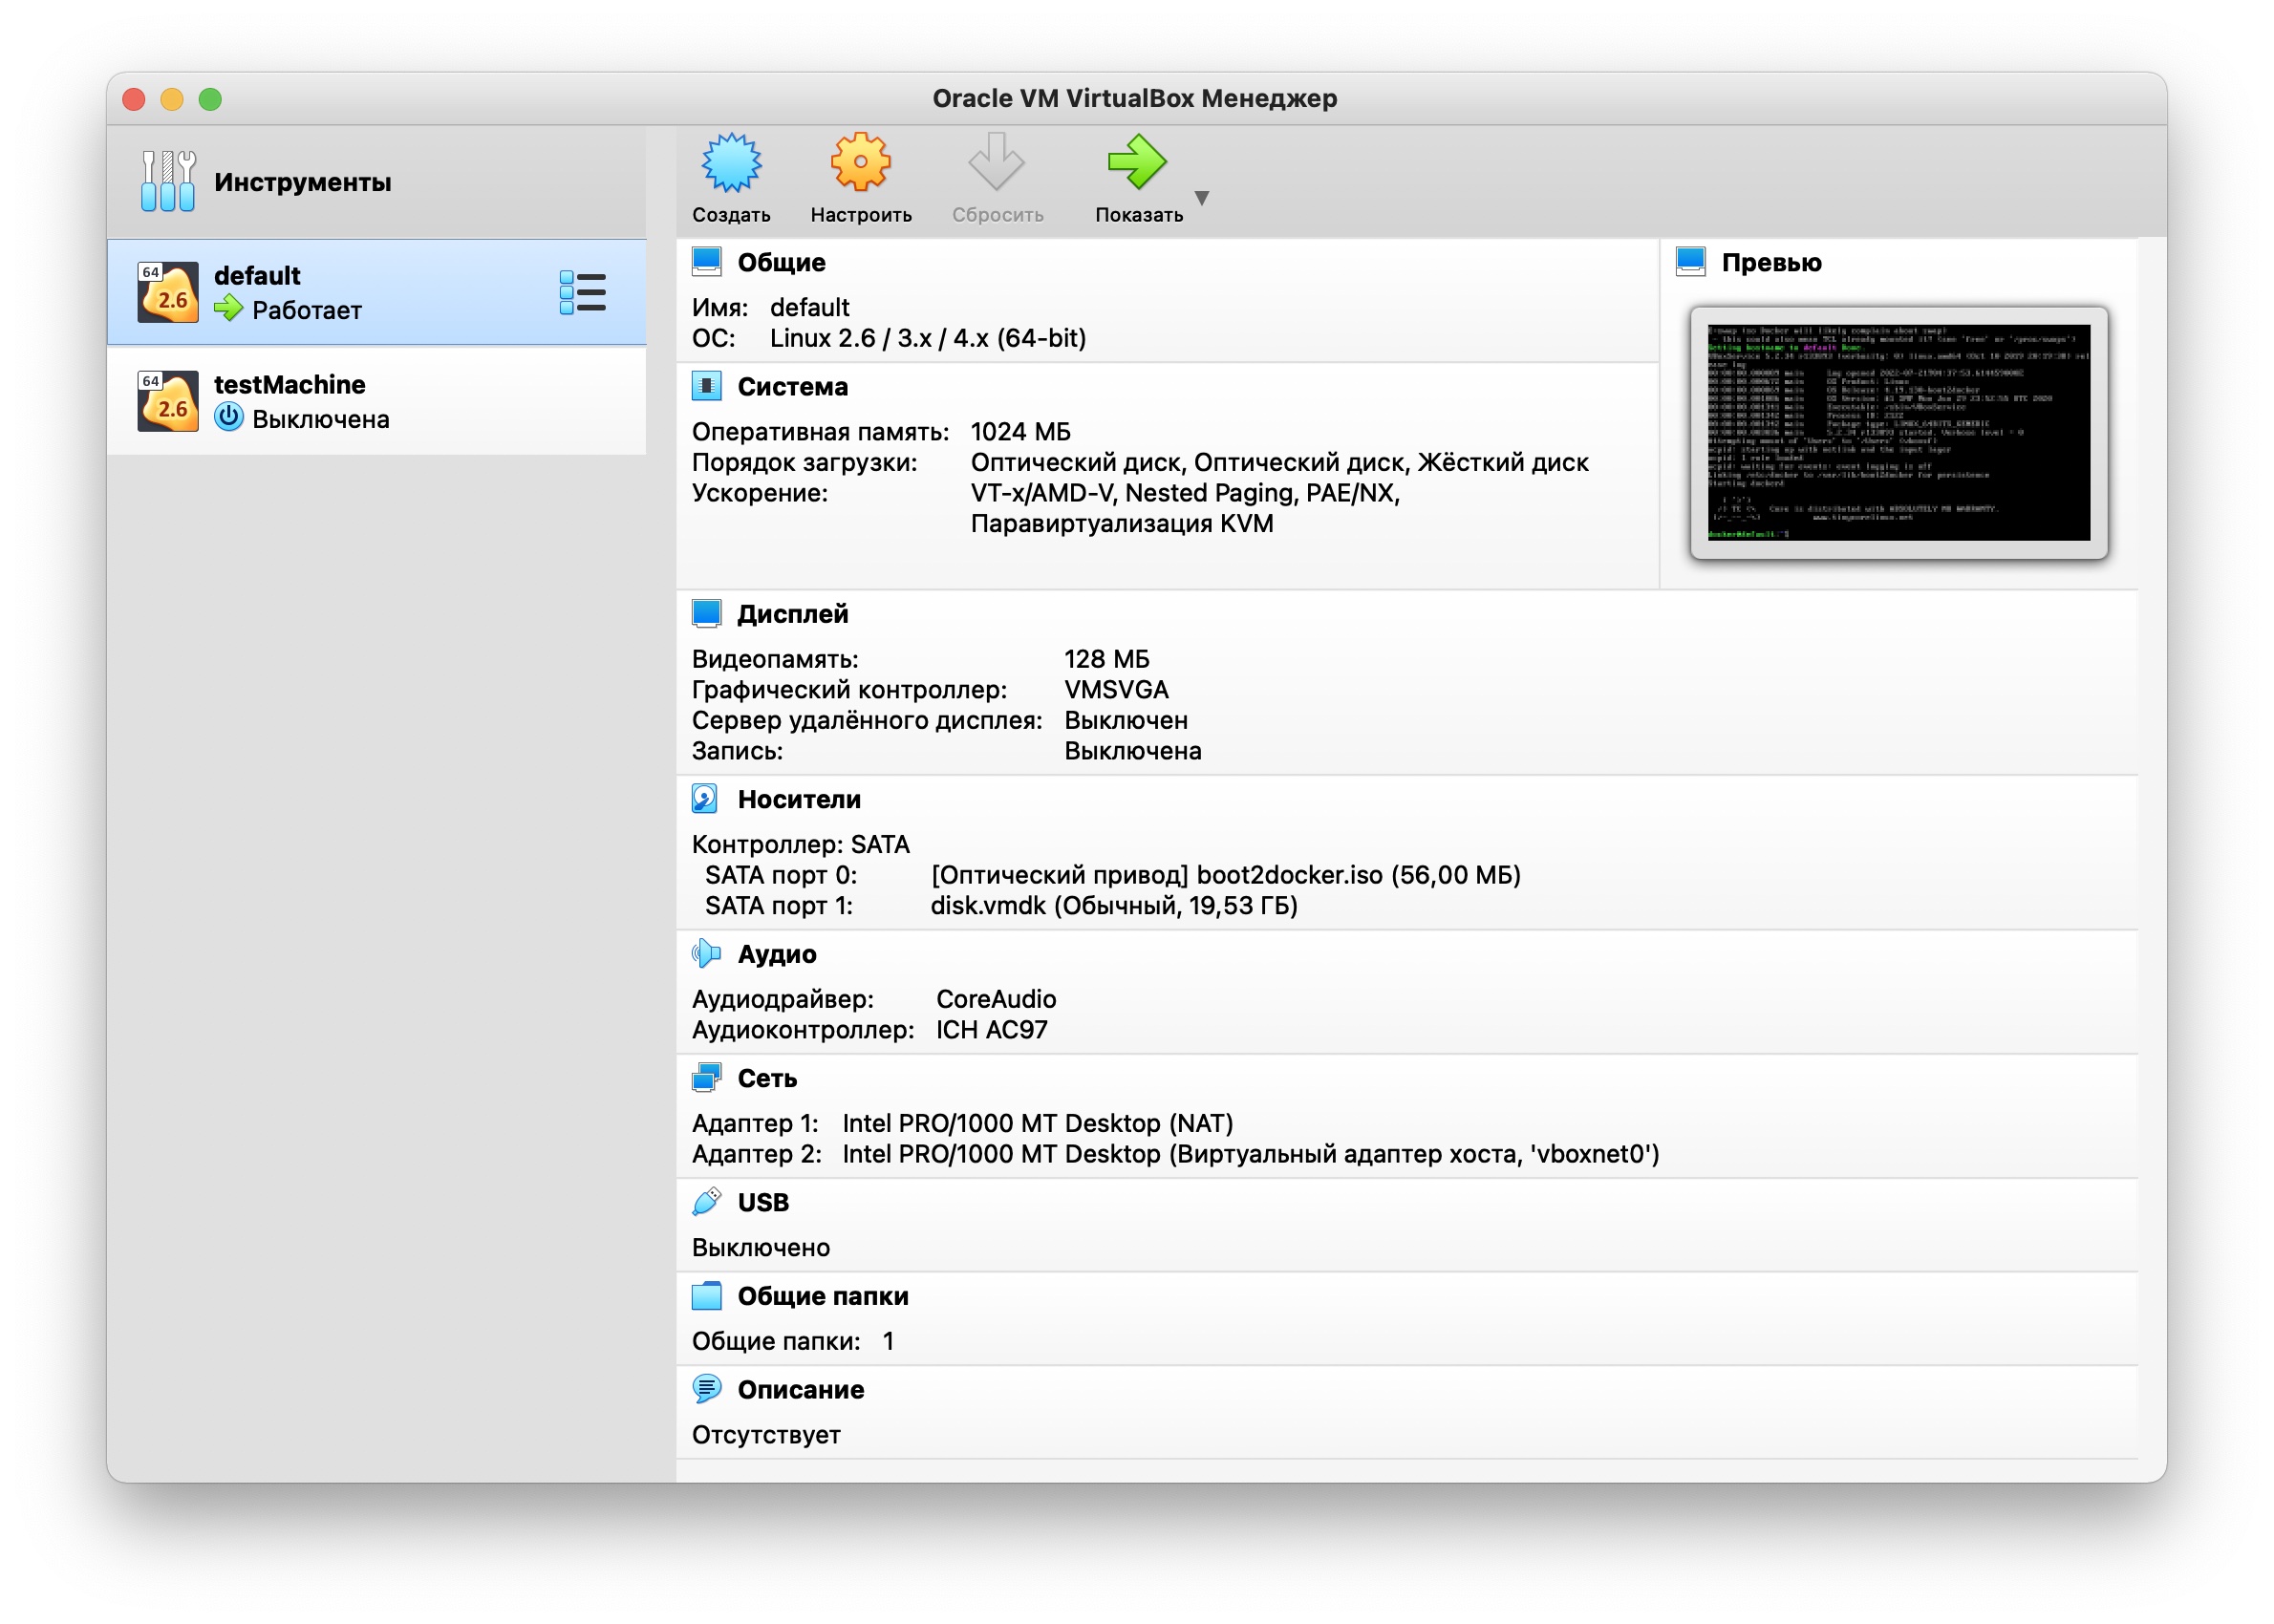 Oracle VM VirtualBox Менеджер
Инструменты
Создать
Настроить
Сбросить
Показать
64
2.6
default
Работает
64
2.6
testMachine
Выключена
Общие
Имя: default
ОС: Linux 2.6 / 3.x / 4.x (64-bit)
Превью
Система
Оперативная память: 1024 МБ
Порядок загрузки: Оптический диск, Оптический диск, Жёсткий диск
Ускорение: VT-x/AMD-V, Nested Paging, PAE/NX,
Паравиртуализация KVM
Дисплей
Видеопамять: 128 МБ
Графический контроллер: VMSVGA
Сервер удалённого дисплея: Выключен
Запись: Выключена
Носители
Контроллер: SATA
SATA порт 0: [Оптический привод] boot2docker.iso (56,00 МБ)
SATA порт 1: disk.vmdk (Обычный, 19,53 ГБ)
Аудио
Аудиодрайвер: CoreAudio
Аудиоконтроллер: ICH AC97
Сеть
Адаптер 1: Intel PRO/1000 MT Desktop (NAT)
Адаптер 2: Intel PRO/1000 MT Desktop (Виртуальный адаптер хоста, 'vboxnet0')
USB
Выключено
Общие папки
Общие папки: 1
Описание
Отсутствует